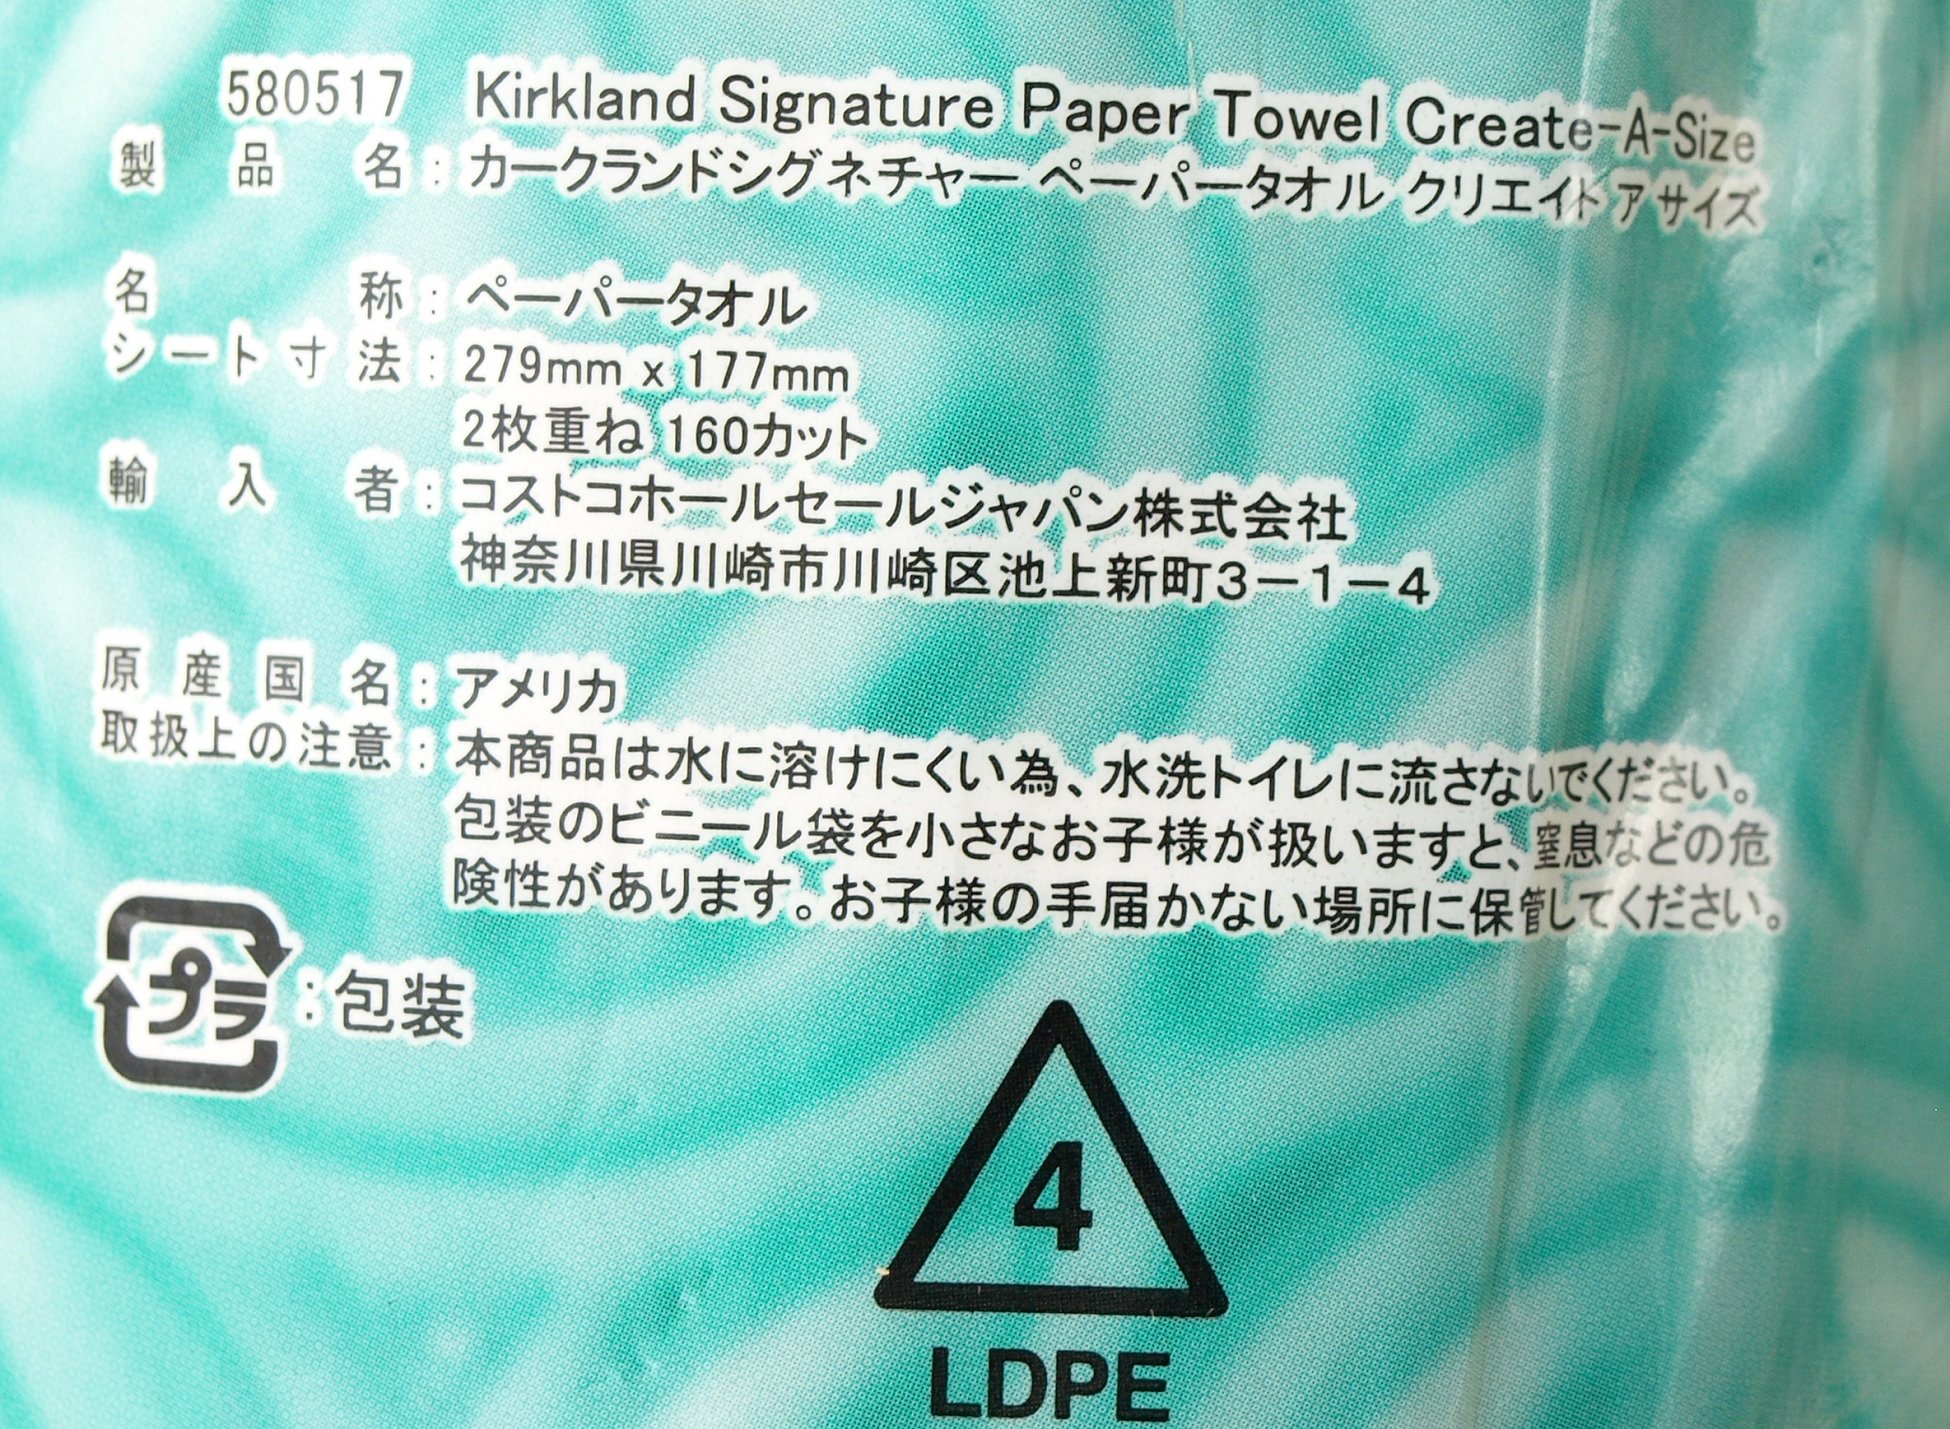 580517 Kirkland Signature Paper Towel Create-A-Size
製品名：カークランドシグネチャー ペーパータオル クリエイト ア サイズ
名称：ペーパータオル
シート寸法：279mm x 177mm
2枚重ね 160カット
輸入者：コストコホールセールジャパン株式会社
神奈川県川崎市川崎区池上新町3－1－4
原産国名：アメリカ
取扱上の注意：本商品は水に溶けにくい為、水洗トイレに流さないでください。
包装のビニール袋を小さなお子様が扱いますと、窒息などの危
険性があります。お子様の手届かない場所に保管してください。
プラ：包装
4
LDPE